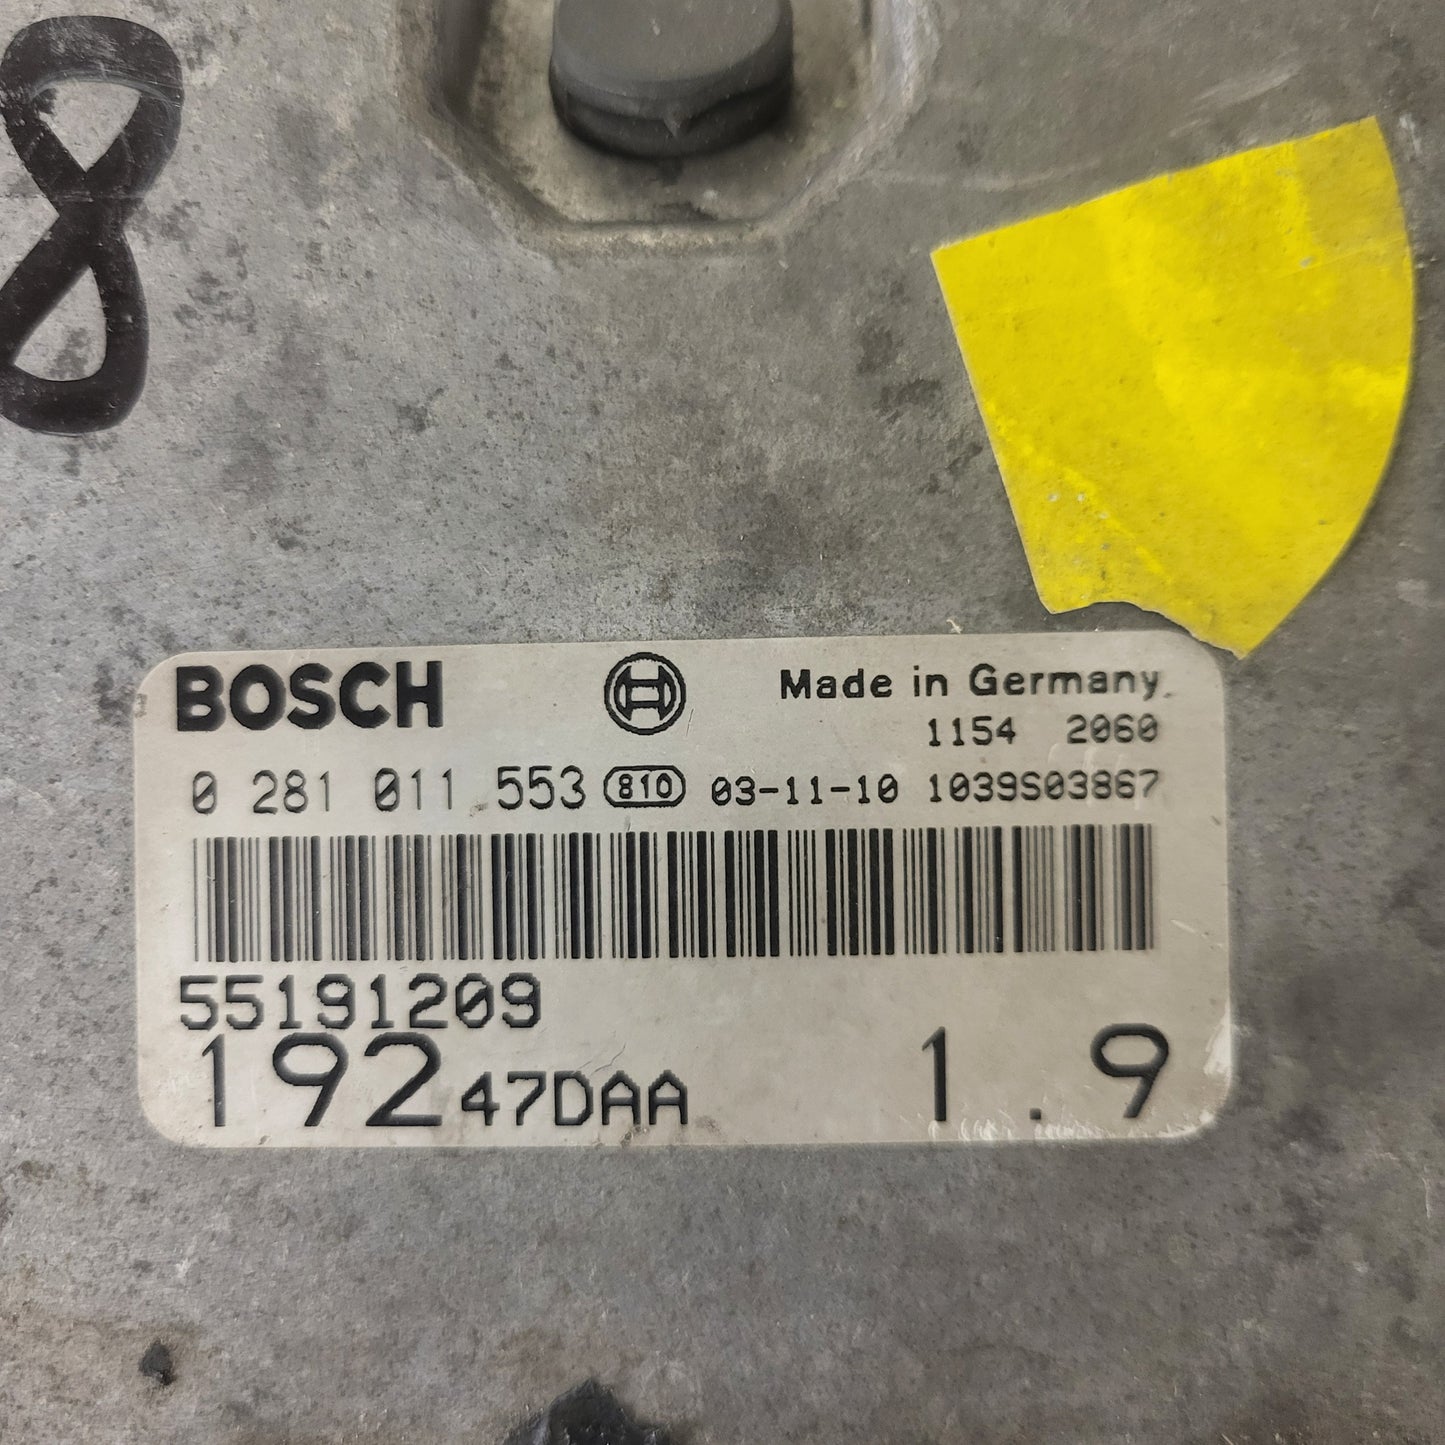 8
BOSCH Made in Germany
1154 2060
0 281 011 553 810 03-11-10 1039S03867
55191209
192 47DAA 1.9